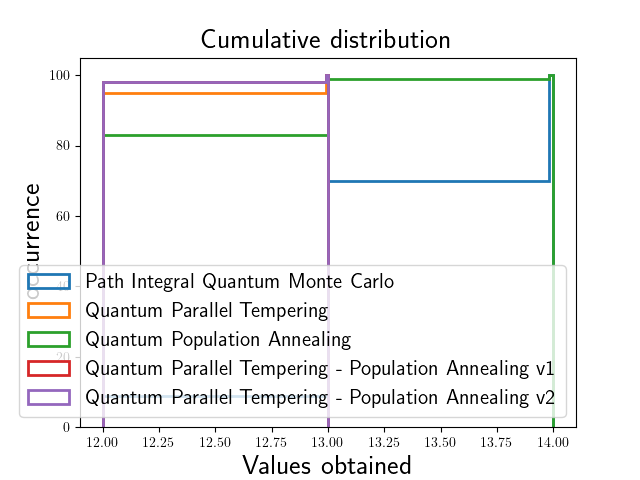 Cumulative distribution
100
80
60
40
20
0
occurrence
Path Integral Quantum Monte Carlo
Quantum Parallel Tempering
Quantum Population Annealing
Quantum Parallel Tempering - Population Annealing v1
Quantum Parallel Tempering - Population Annealing v2
12.00 12.25 12.50 12.75 13.00 13.25 13.50 13.75 14.00
Values obtained